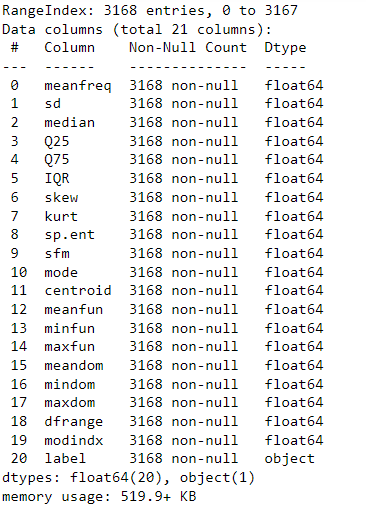 RangeIndex: 3168 entries, 0 to 3167
Data columns (total 21 columns):
 #   Column    Non-Null Count  Dtype
---  ------    --------------  -----
 0   meanfreq  3168 non-null   float64
 1   sd        3168 non-null   float64
 2   median    3168 non-null   float64
 3   Q25       3168 non-null   float64
 4   Q75       3168 non-null   float64
 5   IQR       3168 non-null   float64
 6   skew      3168 non-null   float64
 7   kurt      3168 non-null   float64
 8   sp.ent    3168 non-null   float64
 9   sfm       3168 non-null   float64
 10  mode      3168 non-null   float64
 11  centroid  3168 non-null   float64
 12  meanfun   3168 non-null   float64
 13  minfun    3168 non-null   float64
 14  maxfun    3168 non-null   float64
 15  meandom   3168 non-null   float64
 16  mindom    3168 non-null   float64
 17  maxdom    3168 non-null   float64
 18  dfrange   3168 non-null   float64
 19  modindx   3168 non-null   float64
 20  label     3168 non-null   object
dtypes: float64(20), object(1)
memory usage: 519.9+ KB